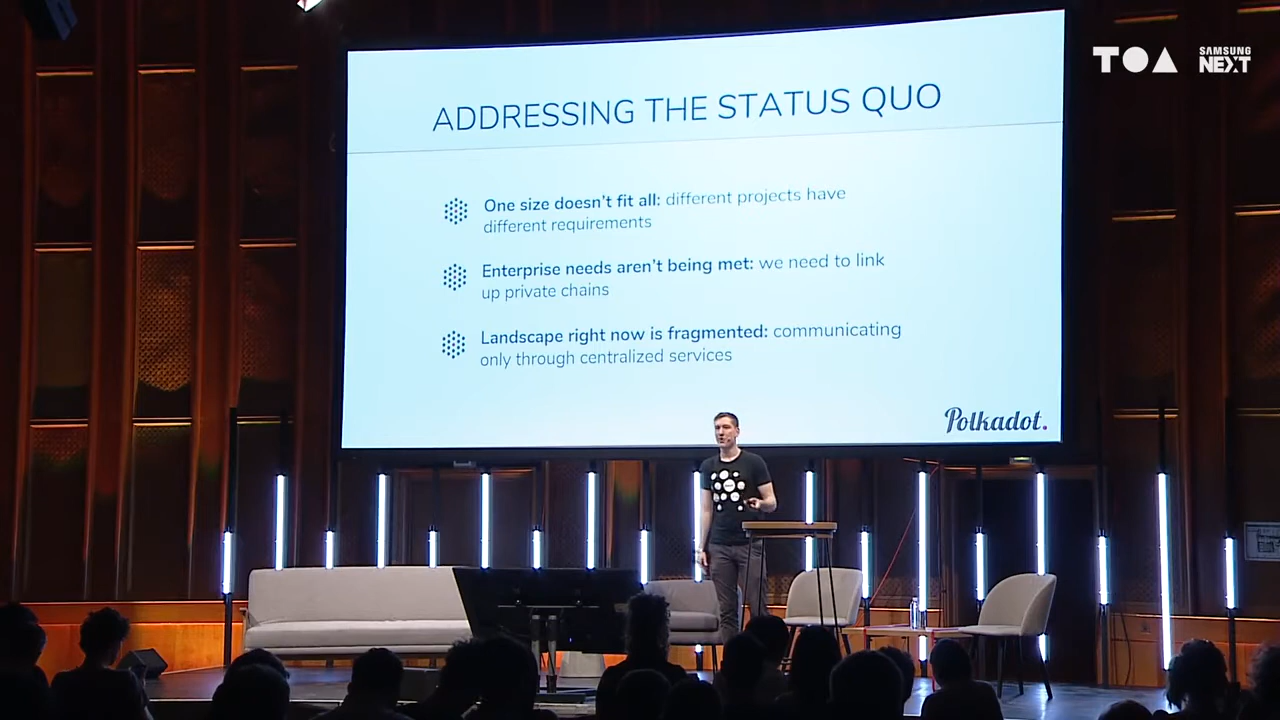 TOA
SAMSUNG
NEXT
ADDRESSING THE STATUS QUO
One size doesn't fit all: different projects have
different requirements
Enterprise needs aren't being met: we need to link
up private chains
Landscape right now is fragmented: communicating
only through centralized services
Polkadot.